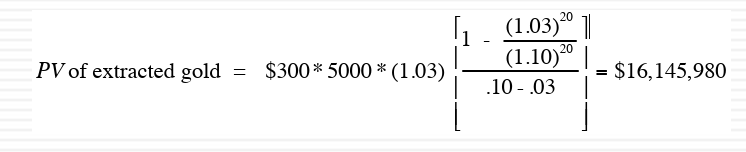 PV of extracted gold = $300 * 5000 * (1.03) [ 1 - (1.03)^20 / (1.10)^20 / .10 - .03 ] = $16,145,980